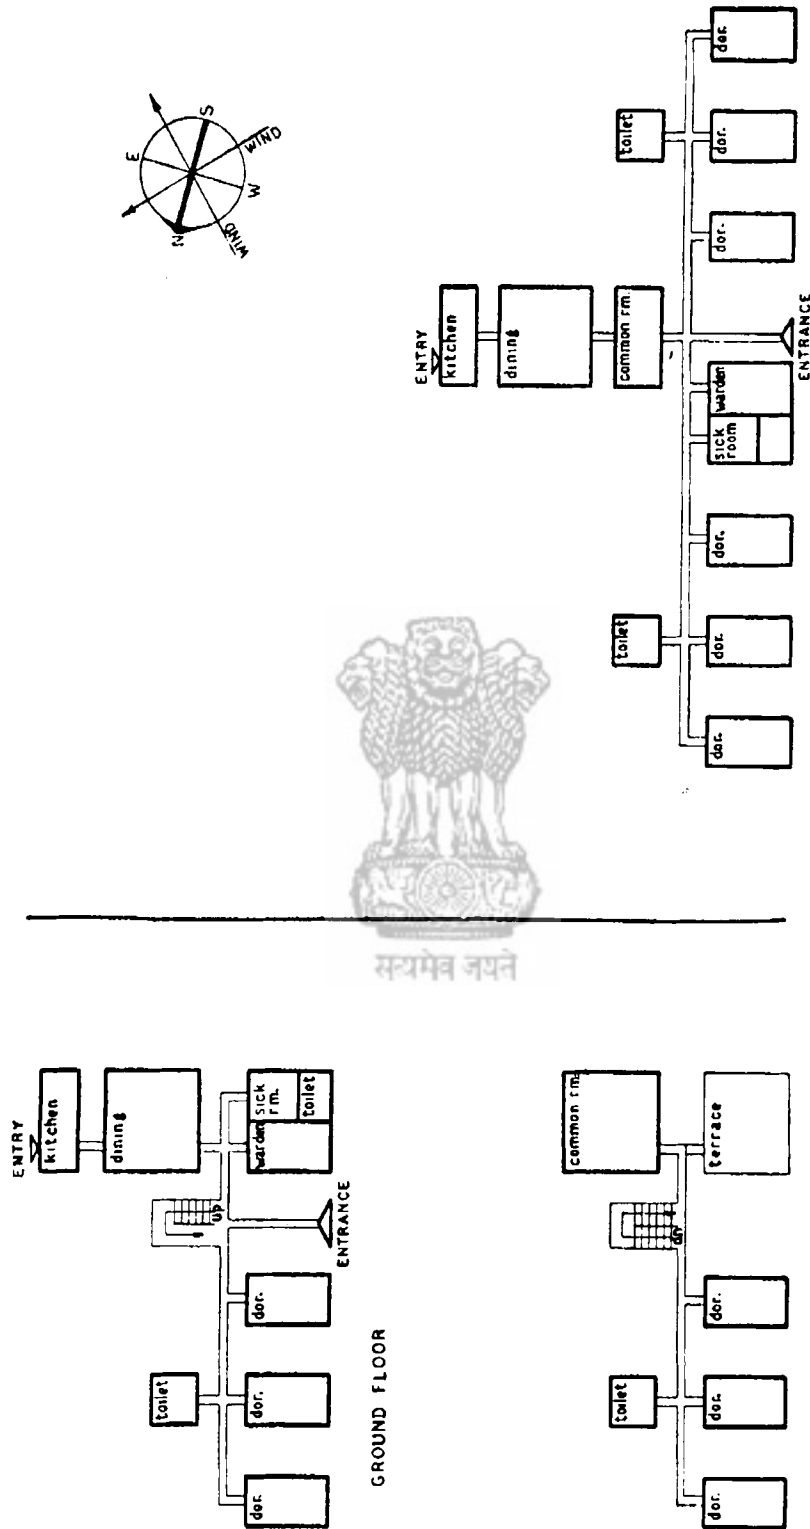 E
S
WIND
W
WIND
N
dor.
toilet
dor.
dor.
ENTRY
kitchen
dining
common rm.
ENTRANCE
warden
sick
room
dor.
toilet
dor.
dor.
सत्यमेव जयते
ENTRY
kitchen
dining
sick
rm.
toilet
warden
up
ENTRANCE
dor.
toilet
dor.
dor.
GROUND FLOOR
common rm.
terrace
dn
dor.
toilet
dor.
dor.